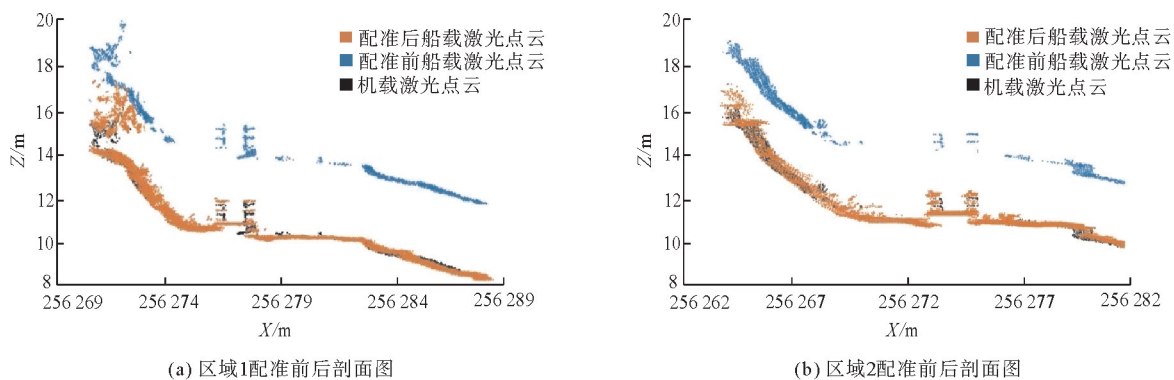 20
18
16
14
12
10
8
Z/m
配准后船载激光点云
配准前船载激光点云
机载激光点云
256 269
256 274
256 279
256 284
256 289
X/m
(a) 区域1配准前后剖面图
20
18
16
14
12
10
8
Z/m
配准后船载激光点云
配准前船载激光点云
机载激光点云
256 262
256 267
256 272
256 277
256 282
X/m
(b) 区域2配准前后剖面图